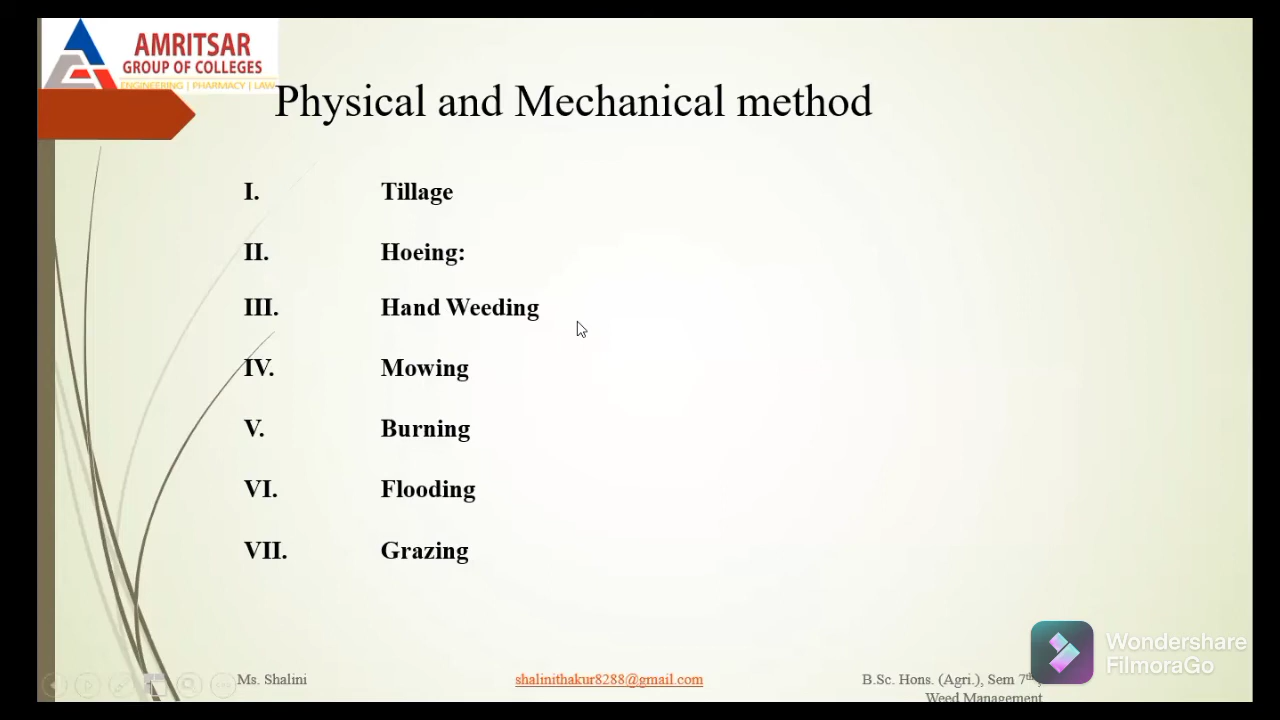 AMRITSAR
GROUP OF COLLEGES
ENGINEERING | PHARMACY | LAW
Physical and Mechanical method
I. Tillage
II. Hoeing:
III. Hand Weeding
IV. Mowing
V. Burning
VI. Flooding
VII. Grazing
Ms. Shalini shalinithakur8288@gmail.com B.Sc. Hons. (Agri.), Sem 7th,
Weed Management
Wondershare
FilmoraGo